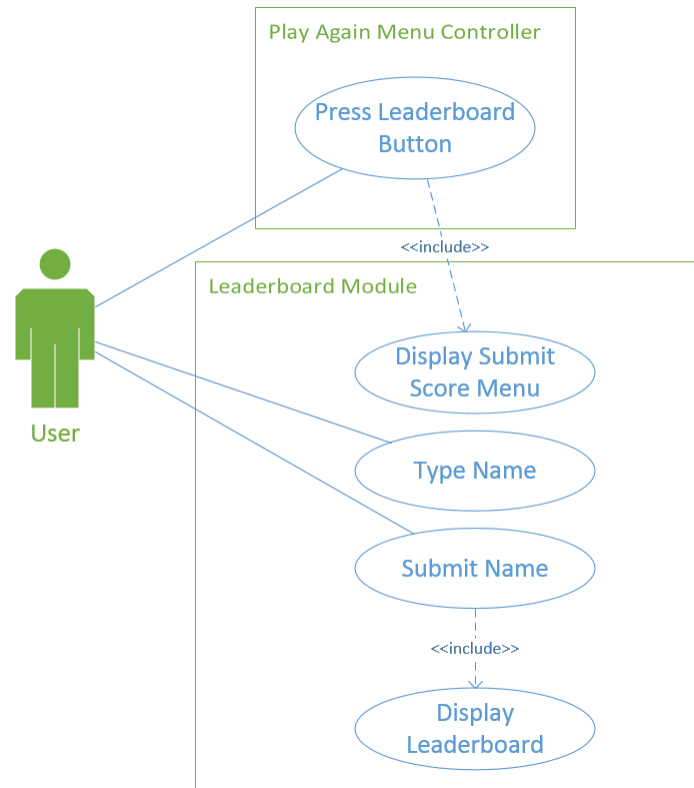 Play Again Menu Controller
Press Leaderboard
Button
<<include>>
Leaderboard Module
Display Submit
Score Menu
User
Type Name
Submit Name
<<include>>
Display
Leaderboard